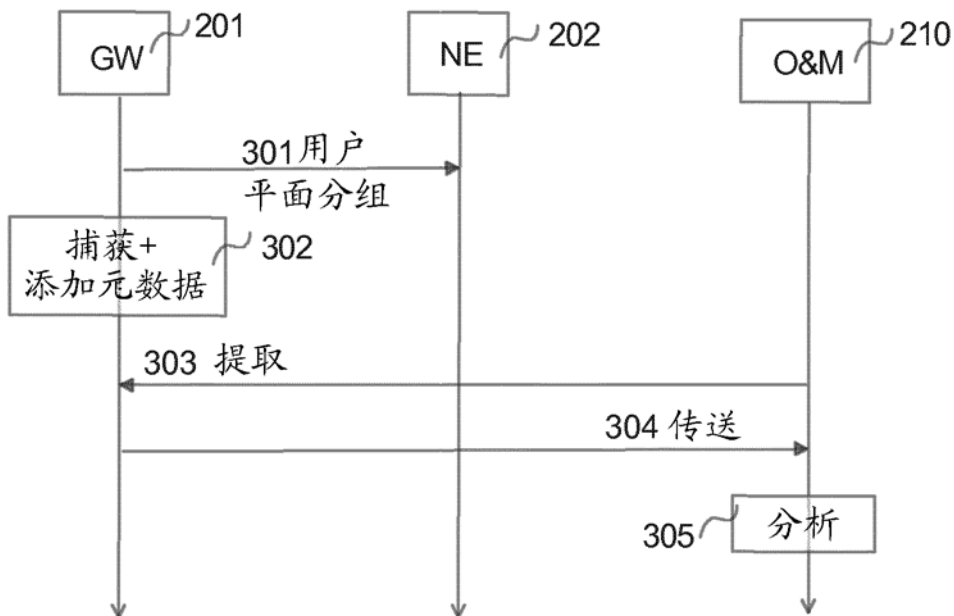 GW
201
NE
202
O&M
210
301用户
平面分组
捕获+
添加元数据
302
303 提取
304 传送
305
分析